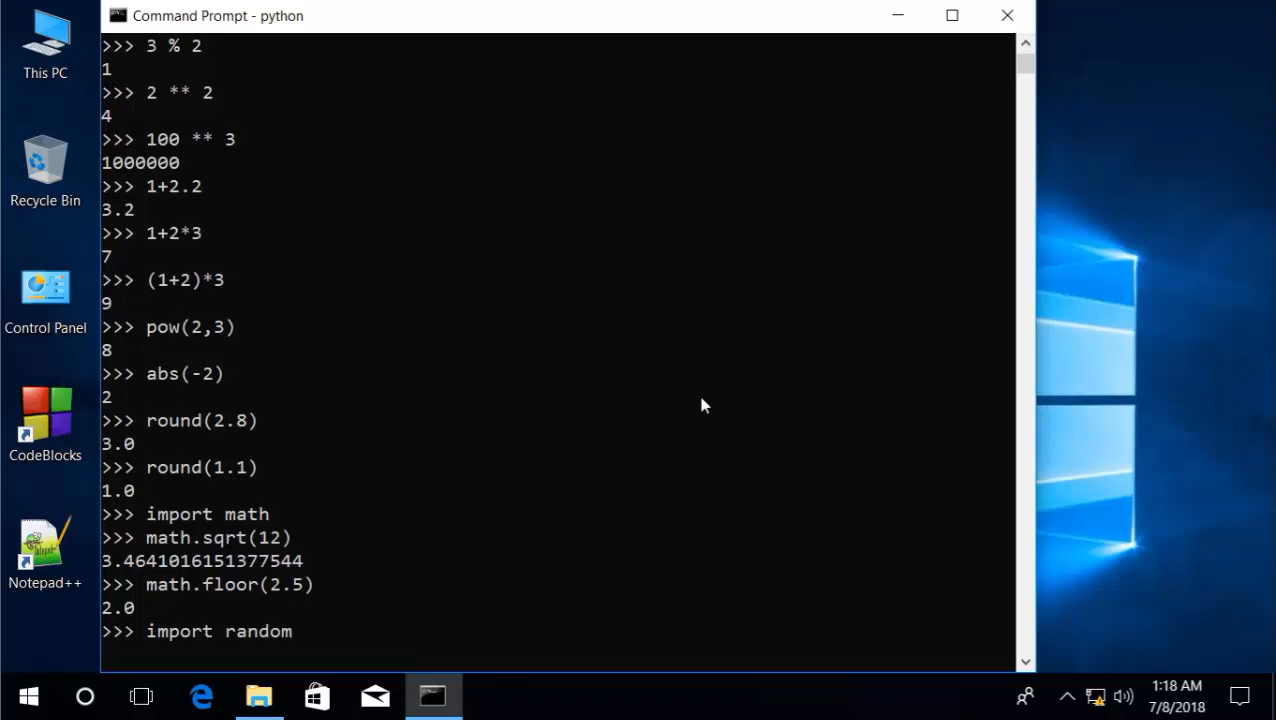 Command Prompt - python
>>> 3 % 2
1
>>> 2 ** 2
4
>>> 100 ** 3
1000000
>>> 1+2.2
3.2
>>> 1+2*3
7
>>> (1+2)*3
9
>>> pow(2,3)
8
>>> abs(-2)
2
>>> round(2.8)
3.0
>>> round(1.1)
1.0
>>> import math
>>> math.sqrt(12)
3.4641016151377544
>>> math.floor(2.5)
2.0
>>> import random
This PC
Recycle Bin
Control Panel
CodeBlocks
Notepad++
1:18 AM
7/8/2018